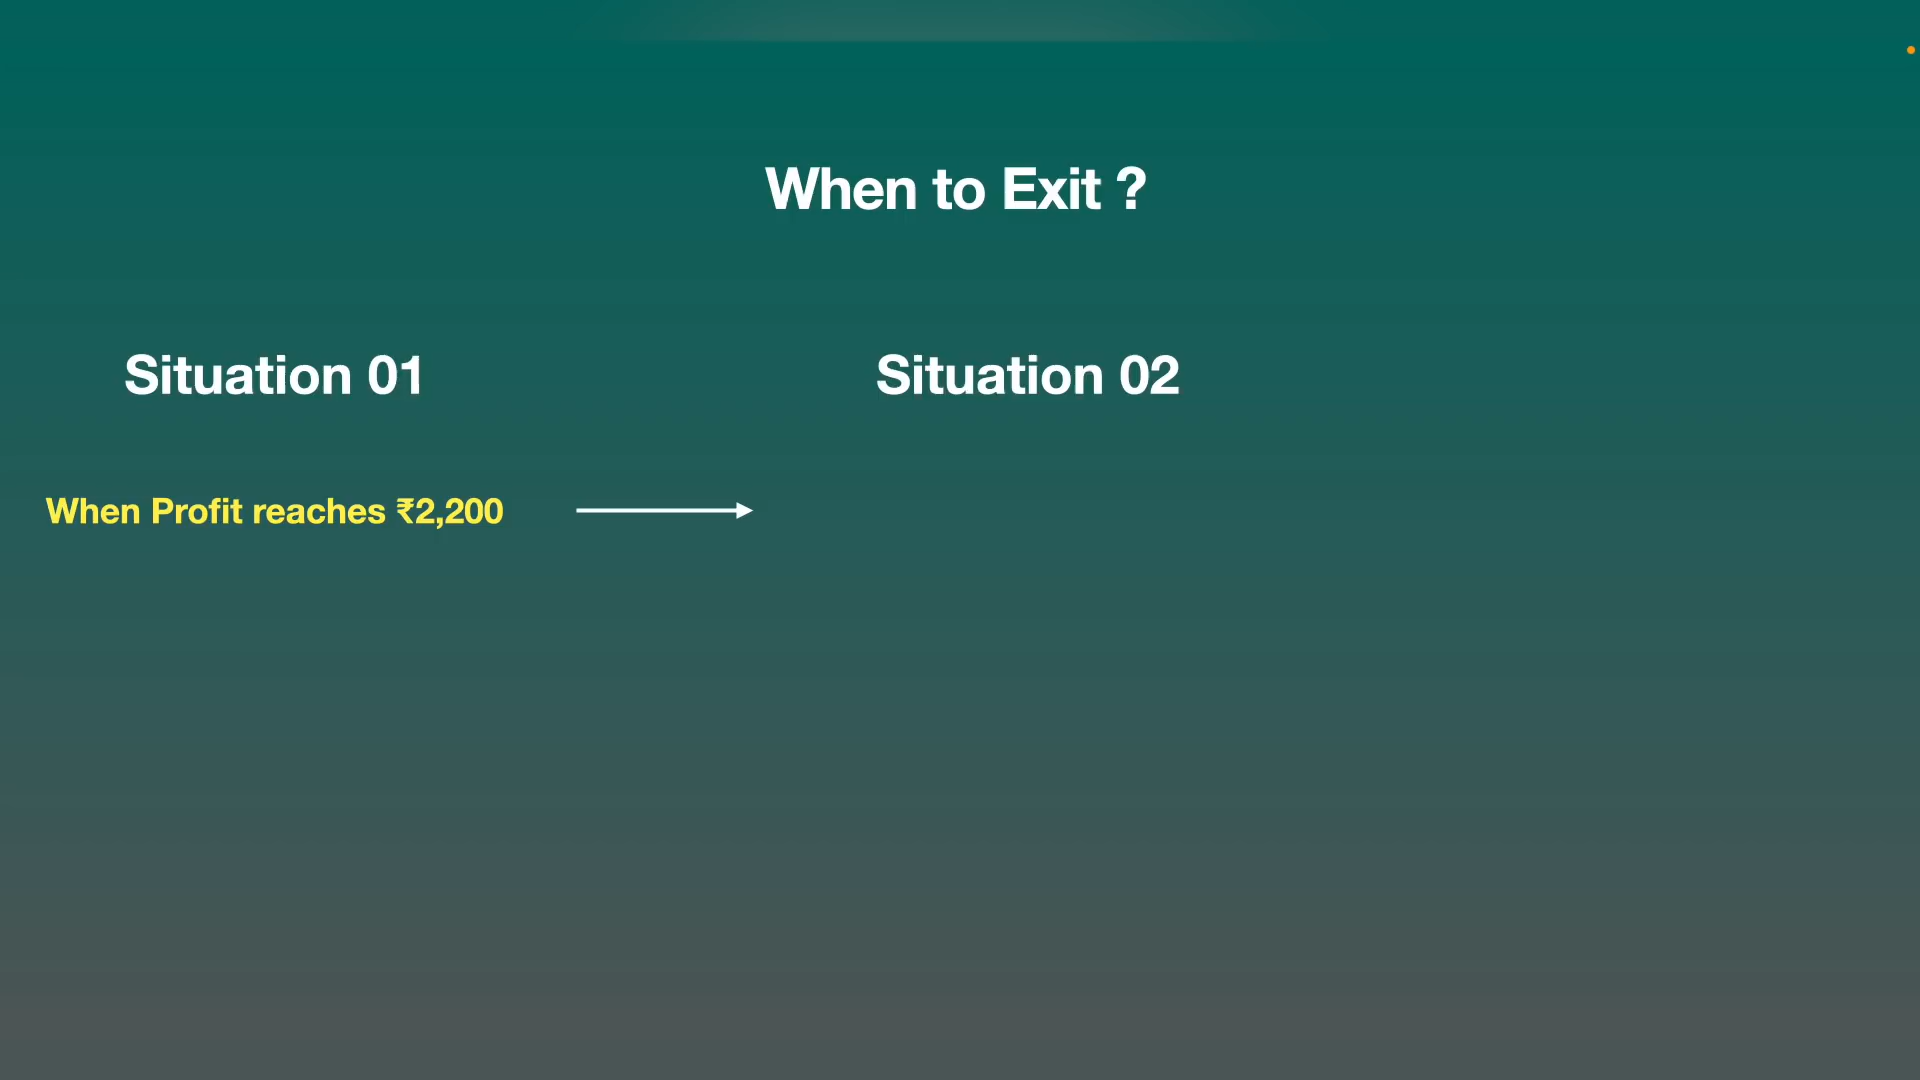 When to Exit ?
Situation 01
Situation 02
When Profit reaches ₹2,200